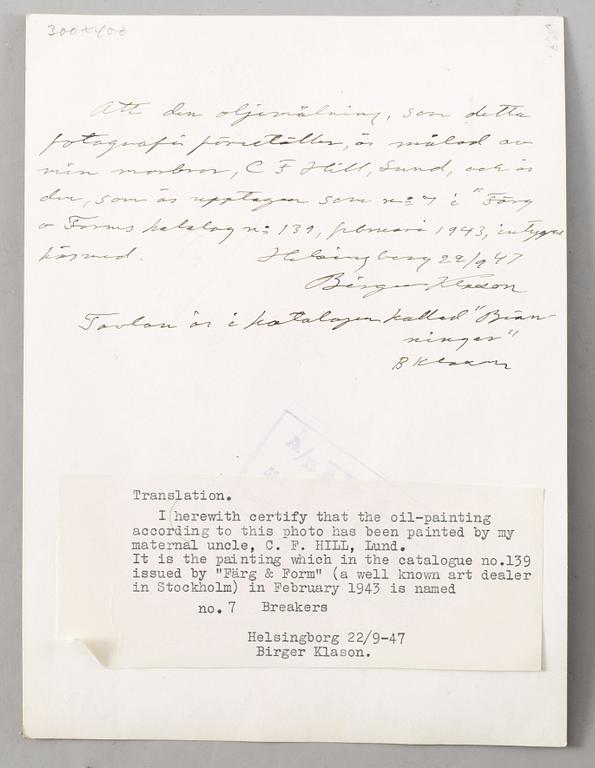 300x400
Att den oljemålning, som detta
fotografi föreställer, är målad av
min morbror, C F Hill, Lund, och är
den, som är upptagen som n:o 7 i "Färg
o Forms katalog n:o 139, februari 1943, intygas
härmed. Helsingborg 22/9 47
Birger Klason
Tavlan är i katalogen kallad "Brän-
ningar"
B Klason
Translation.
I herewith certify that the oil-painting
according to this photo has been painted by my
maternal uncle, C. F. HILL, Lund.
It is the painting which in the catalogue no.139
issued by "Färg & Form" (a well known art dealer
in Stockholm) in February 1943 is named
no. 7 Breakers
Helsingborg 22/9-47
Birger Klason.